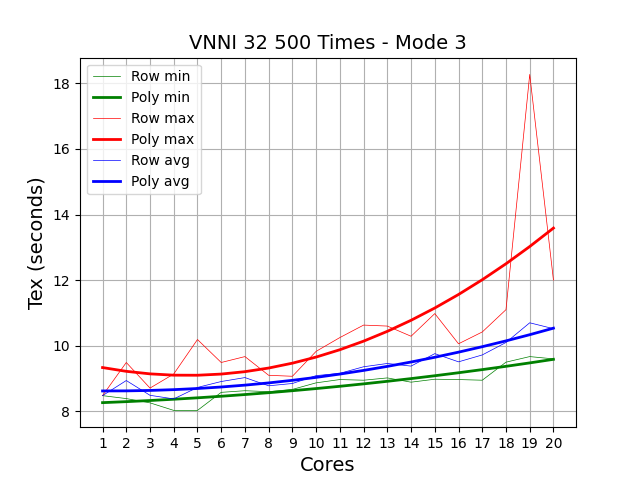 VNNI 32 500 Times - Mode 3
Row min
Poly min
Row max
Poly max
Row avg
Poly avg
Tex (seconds)
18
16
14
12
10
8
1 2 3 4 5 6 7 8 9 10 11 12 13 14 15 16 17 18 19 20
Cores